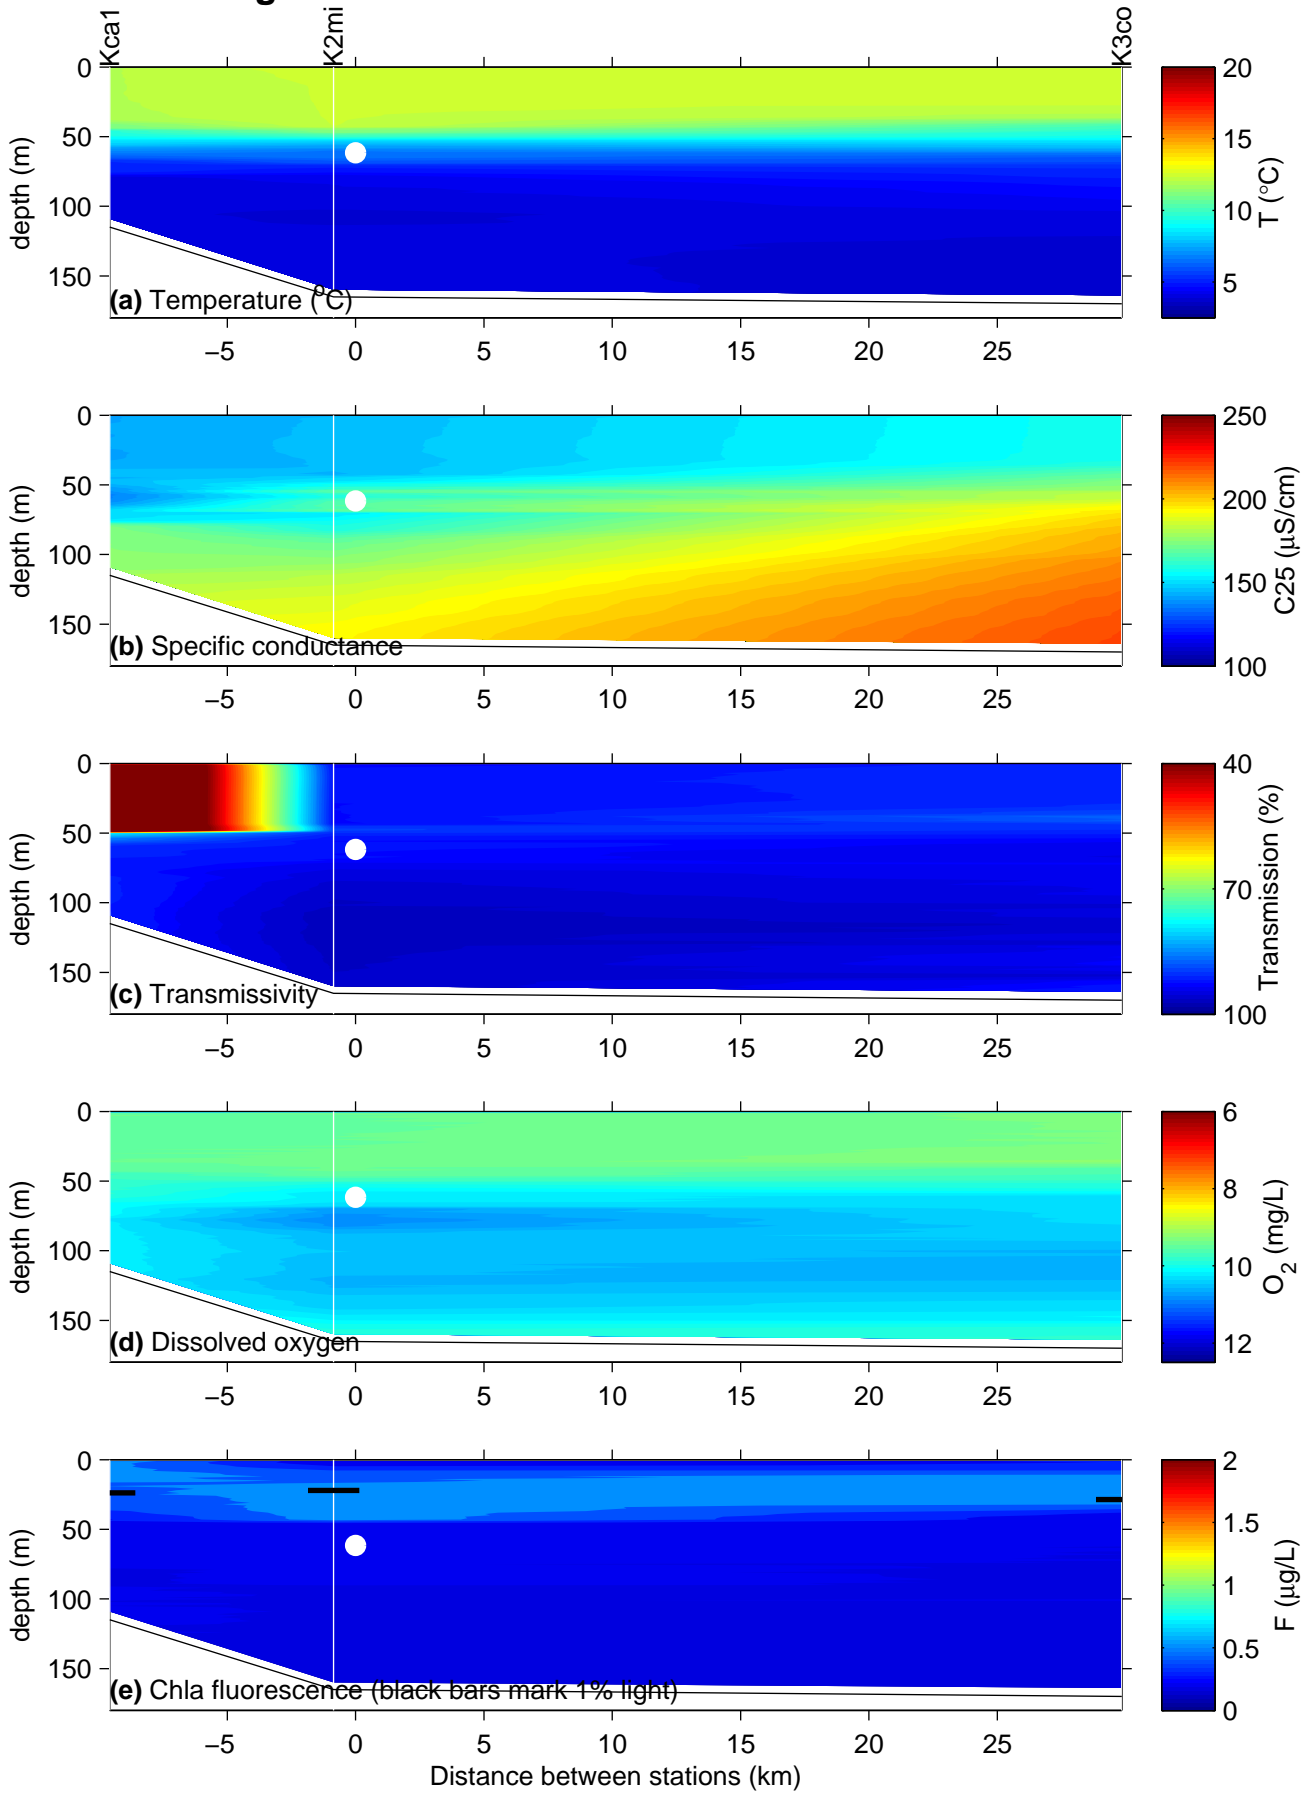 Kca1 K2mi K3co
0
50
100
150
depth (m)
(a) Temperature (°C)
−5 0 5 10 15 20 25
20
15
10
5
T (°C)
0
50
100
150
depth (m)
(b) Specific conductance
−5 0 5 10 15 20 25
250
200
150
100
C25 (µS/cm)
0
50
100
150
depth (m)
(c) Transmissivity
−5 0 5 10 15 20 25
40
70
100
Transmission (%)
0
50
100
150
depth (m)
(d) Dissolved oxygen
−5 0 5 10 15 20 25
6
8
10
12
O2 (mg/L)
0
50
100
150
depth (m)
(e) Chla fluorescence (black bars mark 1% light)
−5 0 5 10 15 20 25
2
1.5
1
0.5
0
F (µg/L)
Distance between stations (km)